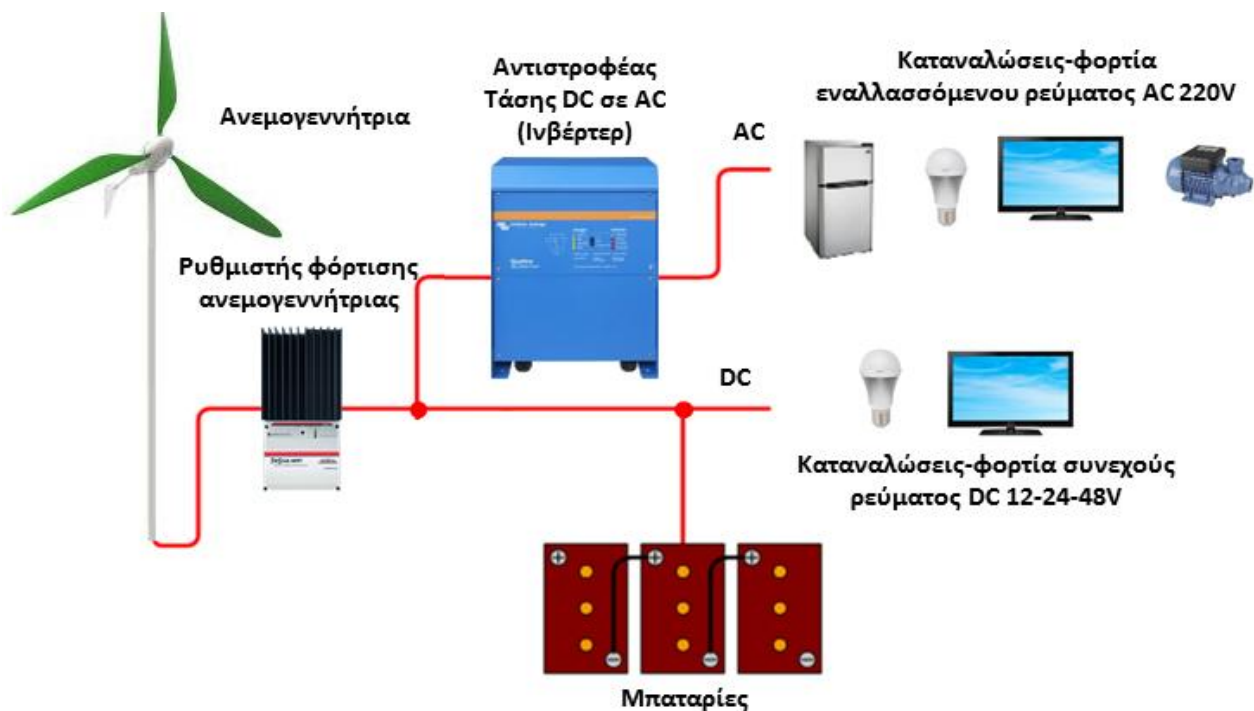 Ανεμογεννήτρια
Αντιστροφέας
Τάσης DC σε AC
(Ινβέρτερ)
Καταναλώσεις-φορτία
εναλλασσόμενου ρεύματος AC 220V
AC
Ρυθμιστής φόρτισης
ανεμογεννήτριας
DC
Καταναλώσεις-φορτία συνεχούς
ρεύματος DC 12-24-48V
Μπαταρίες